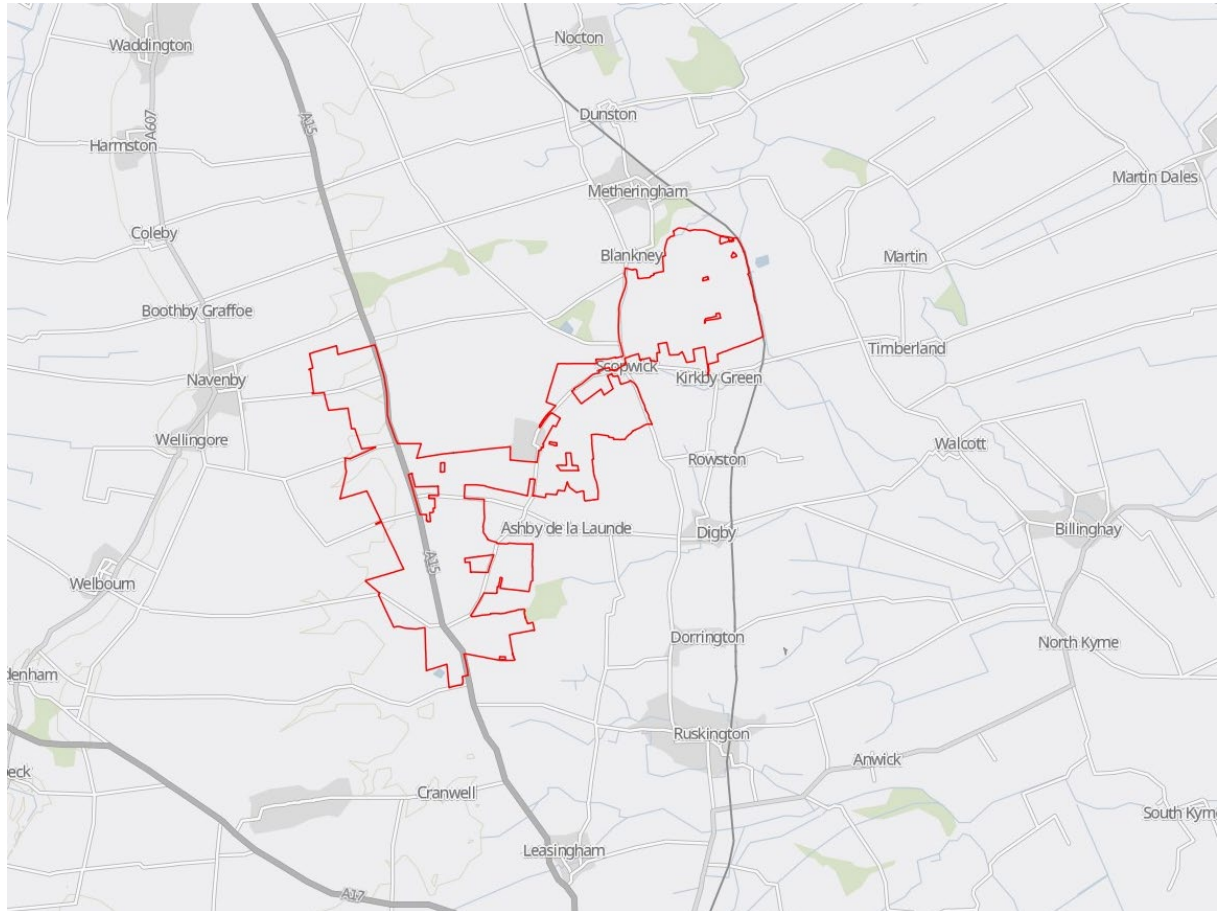 Nocton
Waddington
A15
Dunston
A607
Harmston
Martin Dales
Metheringham
Coleby
Blankney
Martin
Boothby Graffoe
Timberland
Scopwick
Navenby
Kirkby Green
Wellingore
Walcott
Rowston
Ashby de la Launde
Digby
Billinghay
A15
Welbourn
Dorrington
North Kyme
denham
Ruskington
Anwick
eck
Cranwell
South Kyme
Leasingham
A17